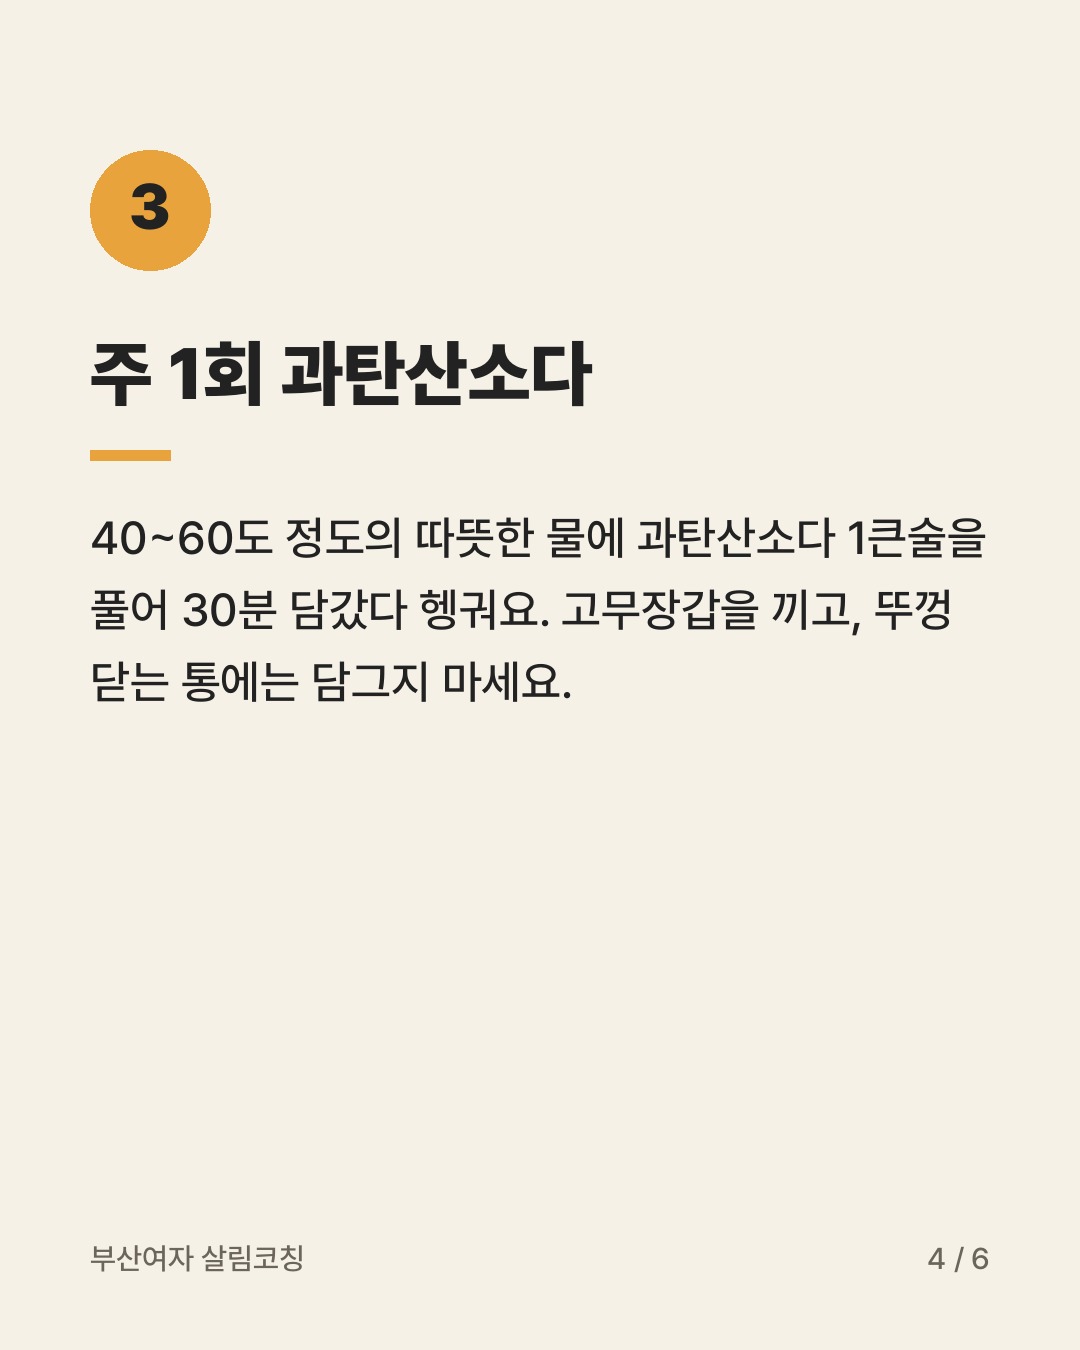 3
주 1회 과탄산소다
40~60도 정도의 따뜻한 물에 과탄산소다 1큰술을
풀어 30분 담갔다 헹궈요. 고무장갑을 끼고, 뚜껑
닫는 통에는 담그지 마세요.
부산여자 살림코칭
4 / 6